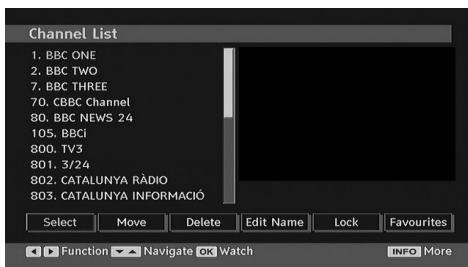 Channel List
1. BBC ONE
2. BBC TWO
7. BBC THREE
70. CBBC Channel
80. BBC NEWS 24
105. BBCi
800. TV3
801. 3/24
802. CATALUNYA RÀDIO
803. CATALUNYA INFORMACIÓ
Select Move Delete Edit Name Lock Favourites
Function Navigate OK Watch INFO More